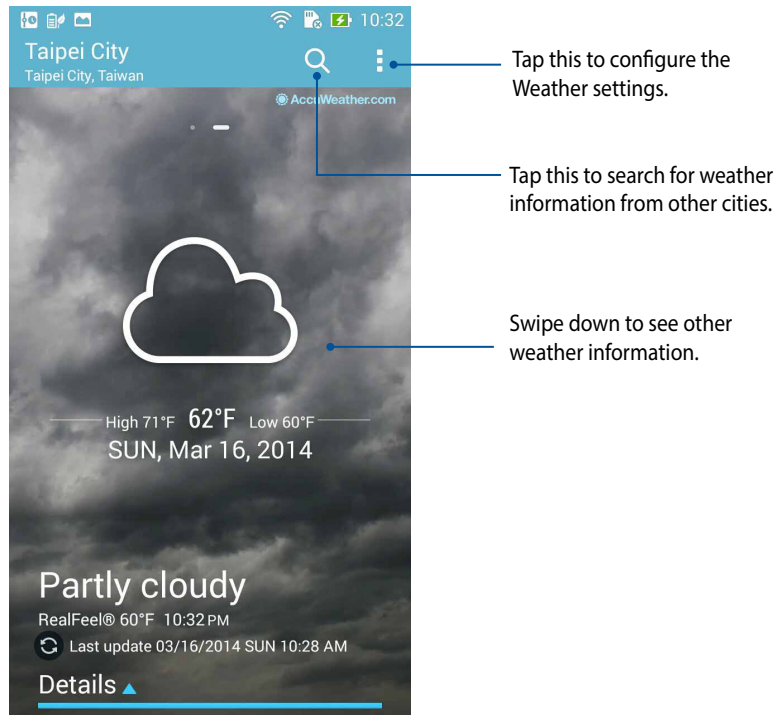 10:32
Taipei City
Taipei City, Taiwan
AccuWeather.com
Tap this to configure the
Weather settings.
Tap this to search for weather
information from other cities.
Swipe down to see other
weather information.
High 71°F 62°F Low 60°F
SUN, Mar 16, 2014
Partly cloudy
RealFeel® 60°F 10:32 PM
Last update 03/16/2014 SUN 10:28 AM
Details